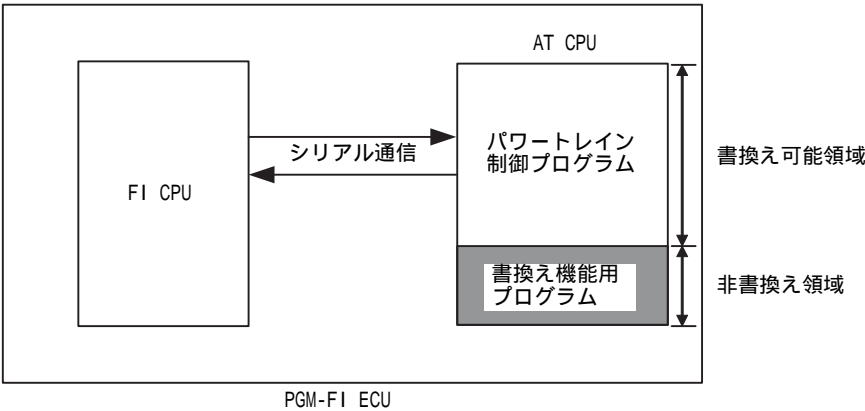 AT CPU
パワートレイン
制御プログラム
書換え可能領域
シリアル通信
FI CPU
書換え機能用
プログラム
非書換え領域
PGM-FI ECU